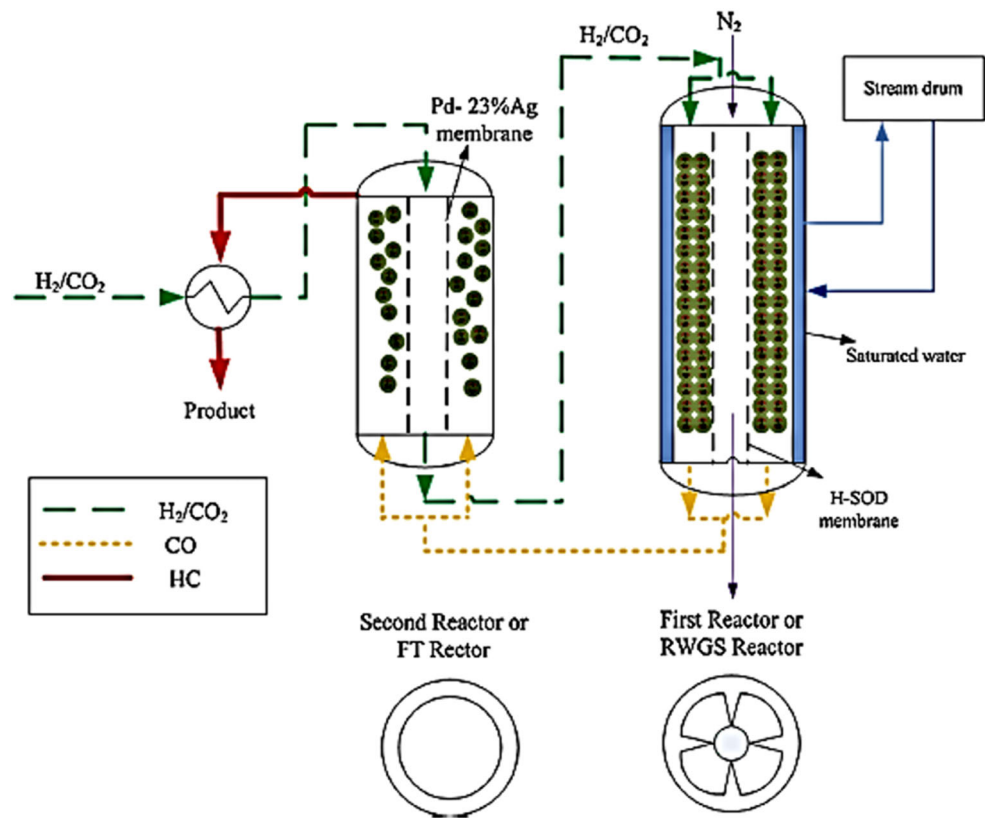 H₂/CO₂
N₂
Stream drum
Pd- 23%Ag
membrane
H₂/CO₂
Saturated water
Product
H-SOD
membrane
H₂/CO₂
CO
HC
Second Reactor or
FT Rector
First Reactor or
RWGS Reactor